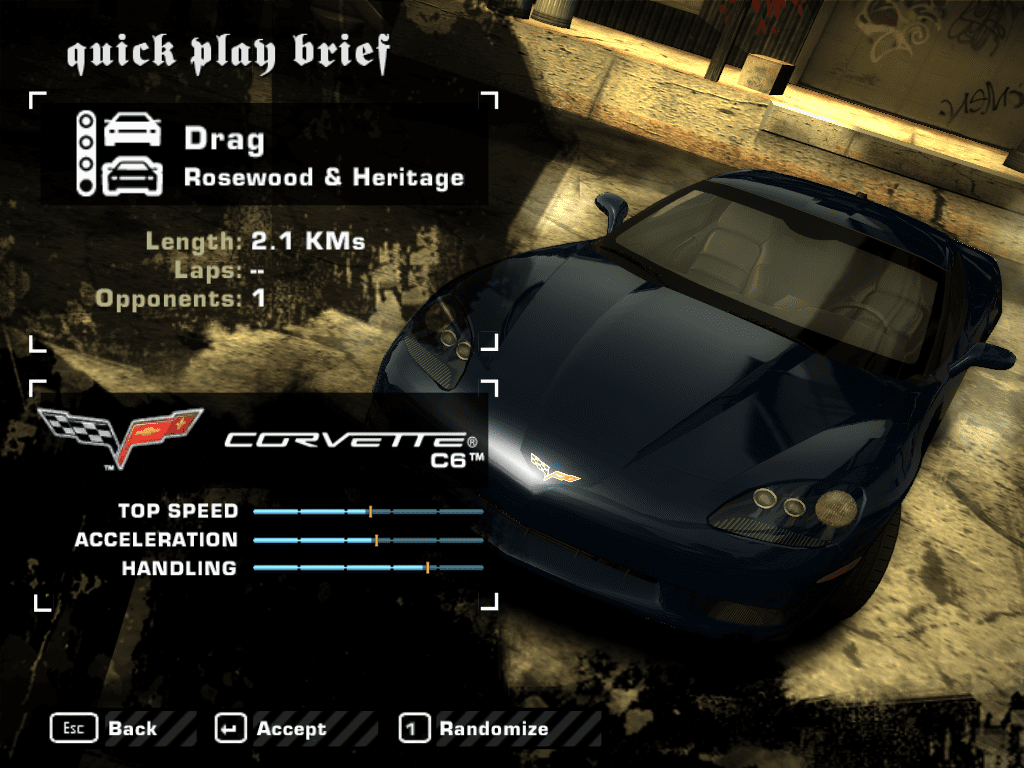 quick play brief
Drag
Rosewood & Heritage
Length: 2.1 KMs
Laps: --
Opponents: 1
CORVETTE®
C6™
TM
TOP SPEED
ACCELERATION
HANDLING
Esc Back
Accept
1 Randomize